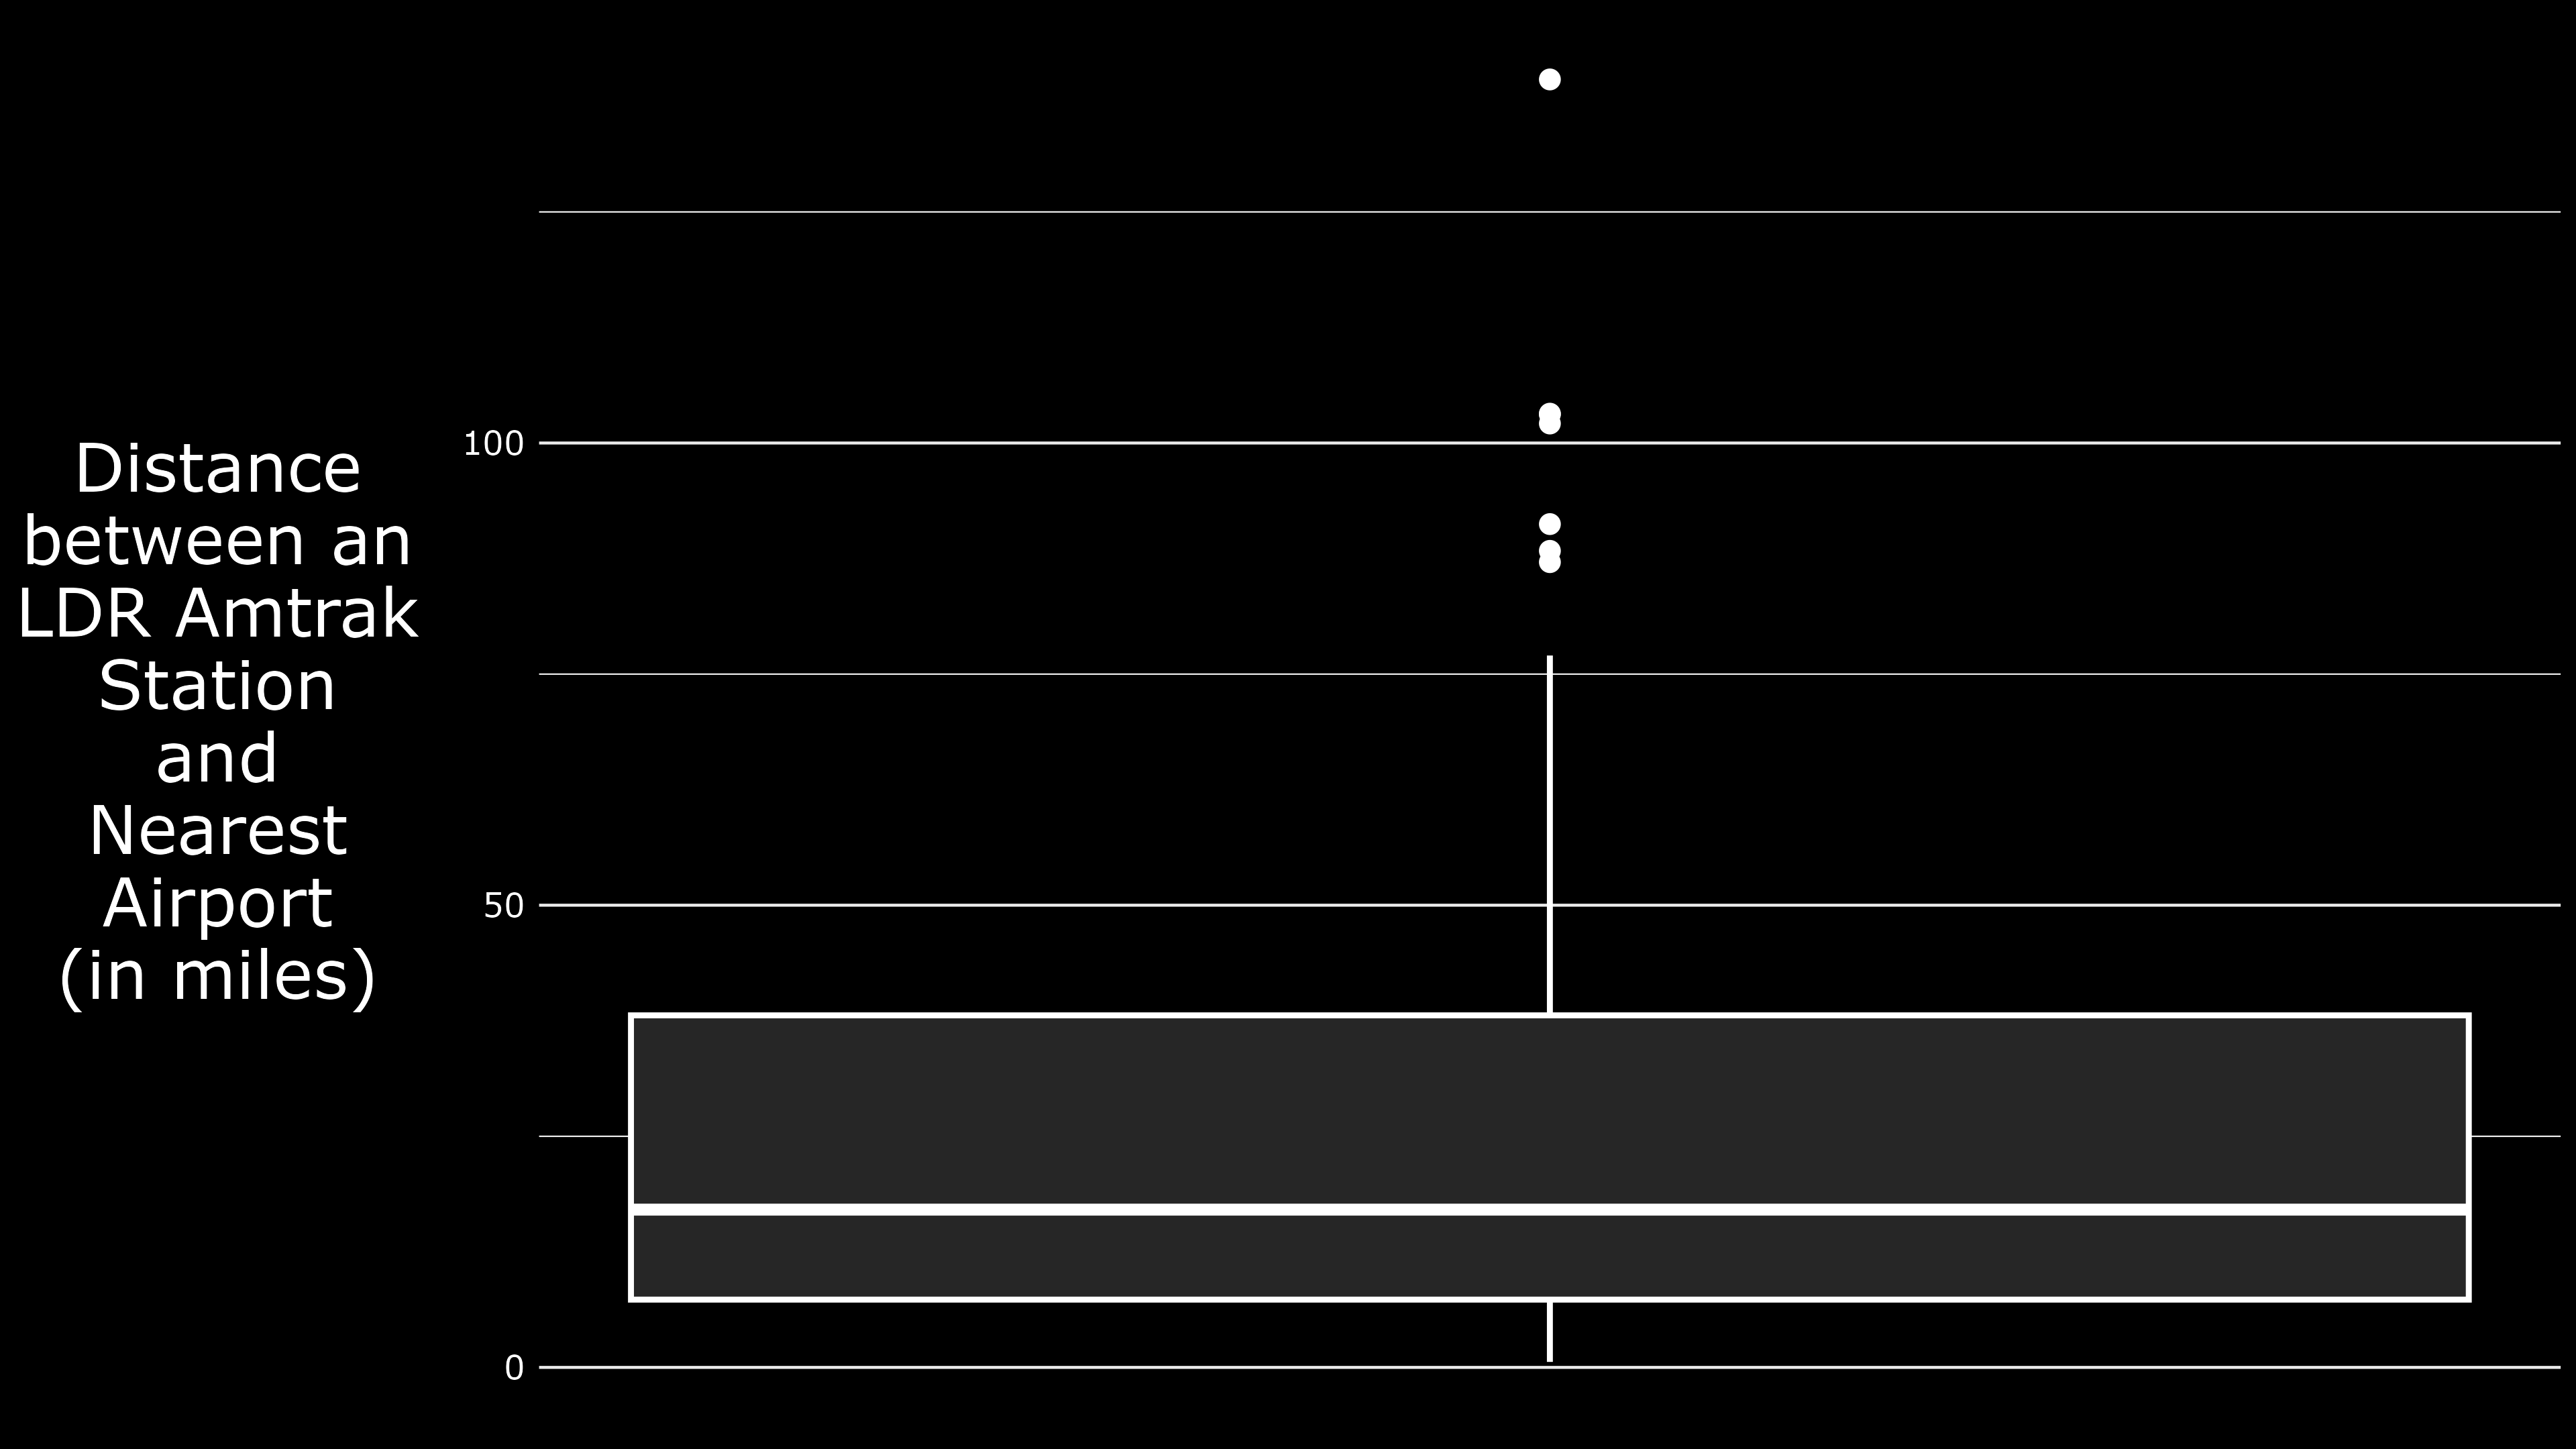 Distance
between an
LDR Amtrak
Station
and
Nearest
Airport
(in miles)
100
50
0